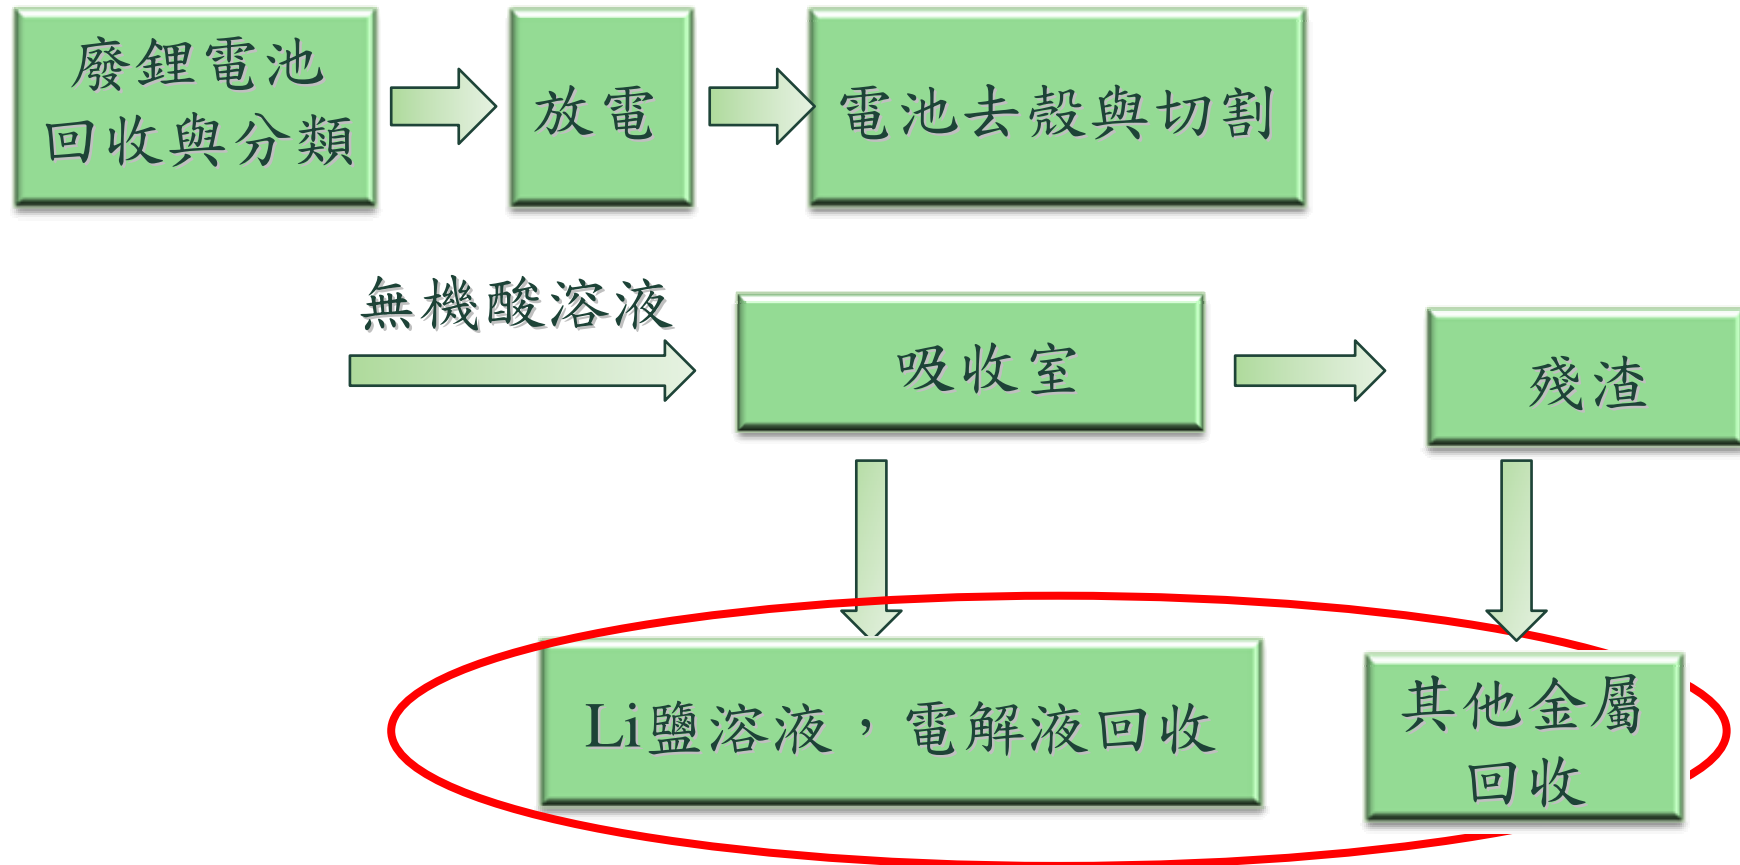 廢鋰電池
回收與分類
放電
電池去殼與切割
無機酸溶液
吸收室
殘渣
Li鹽溶液，電解液回收
其他金屬
回收